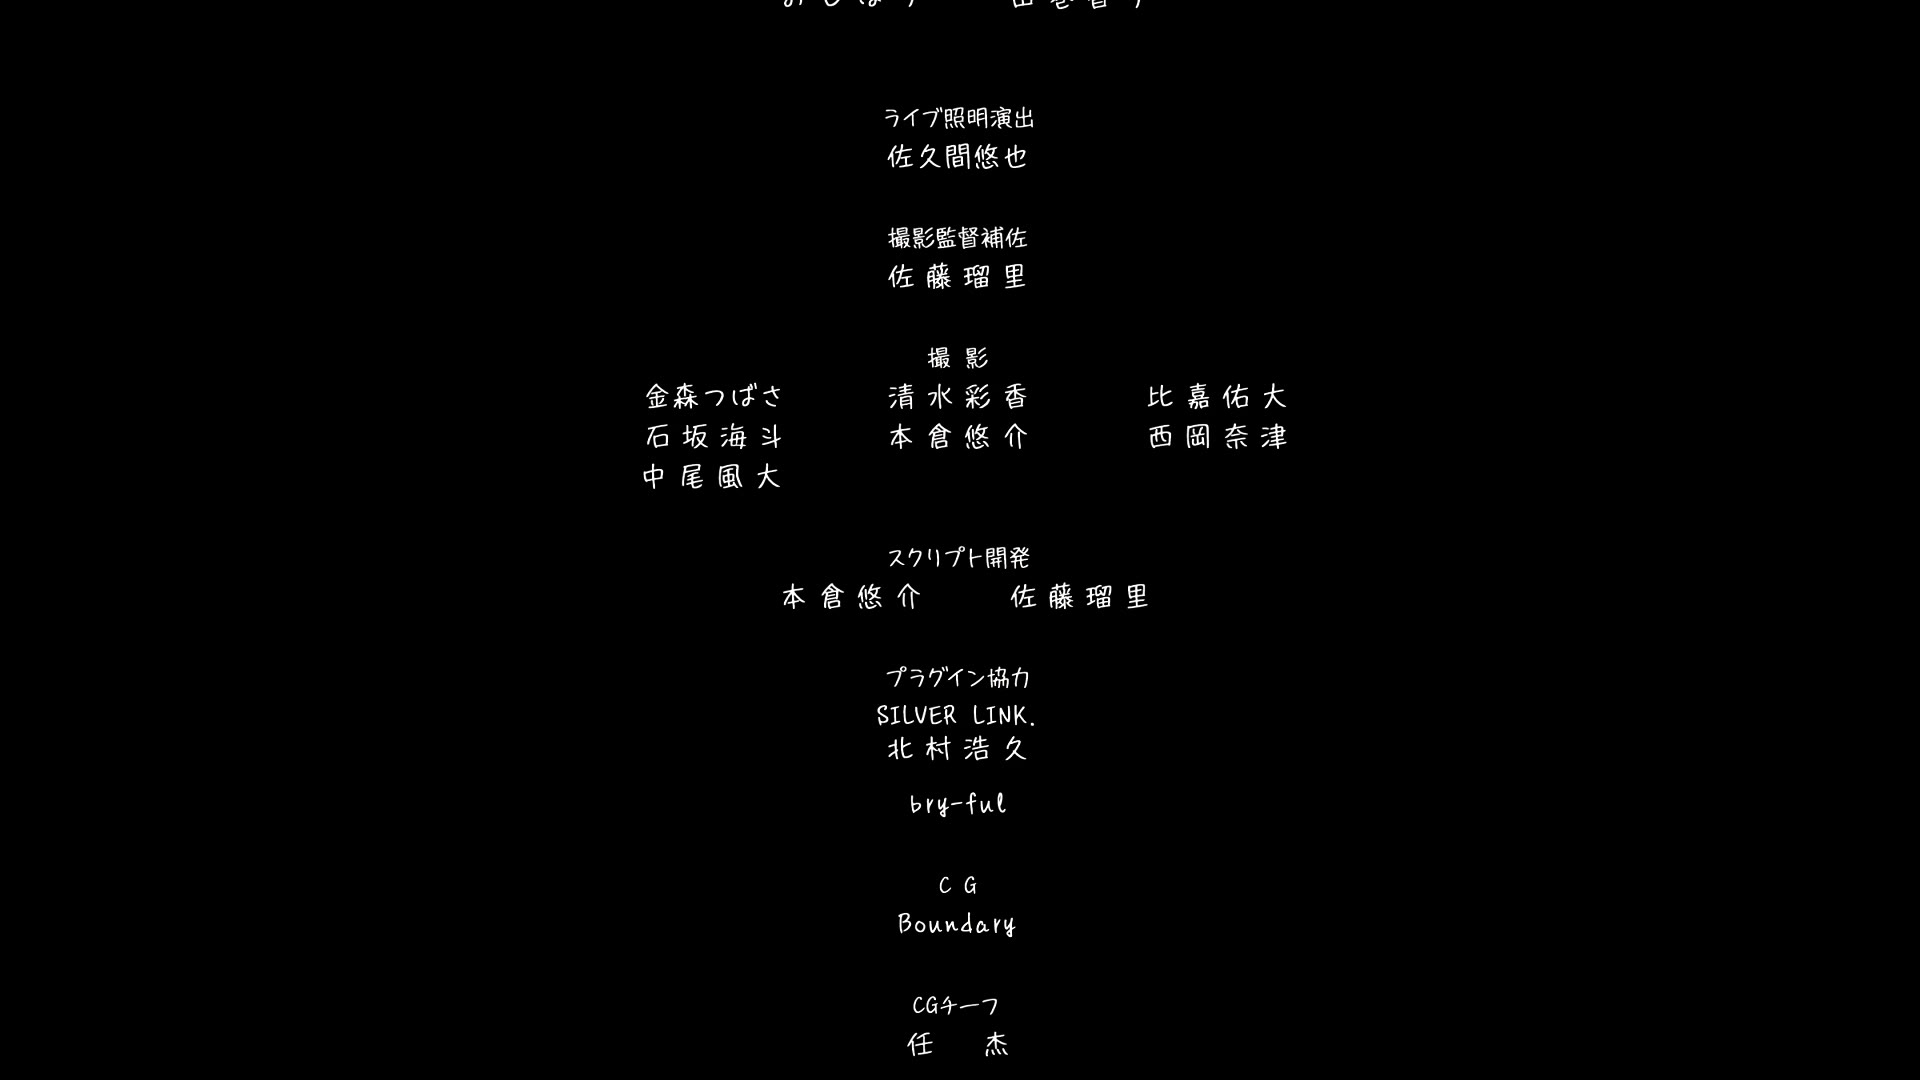 ライブ照明演出
佐久間悠也
撮影監督補佐
佐藤瑠里
撮影
金森つばさ 清水彩香 比嘉佑大
石坂海斗 本倉悠介 西岡奈津
中尾風大
スクリプト開発
本倉悠介 佐藤瑠里
プラグイン協力
SILVER LINK.
北村浩久
bry-ful
CG
Boundary
CGチーフ
任 杰